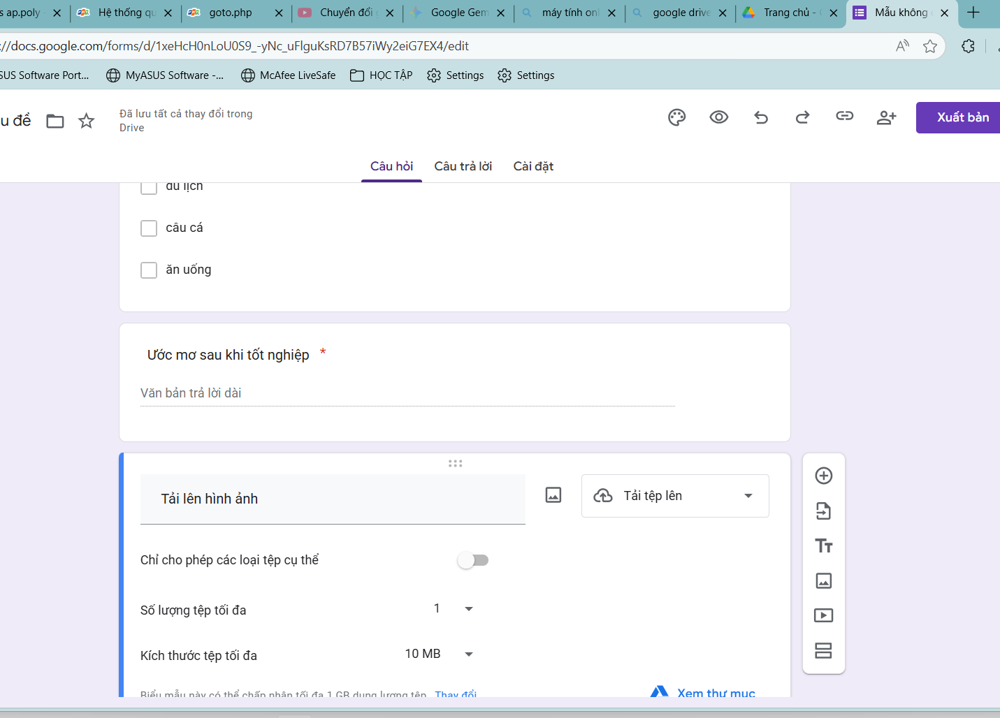 s ap.poly
Hệ thống qu
goto.php
Chuyển đổi
Google Gem
máy tính onl
google drive
Trang chủ -
Mẫu không
://docs.google.com/forms/d/1xeHcH0nLoU0S9_-yNc_uFlguKsRD7B57iWy2eiG7EX4/edit
SUS Software Port...
MyASUS Software -...
McAfee LiveSafe
HỌC TẬP
Settings
Settings
u đề
Đã lưu tất cả thay đổi trong
Drive
Xuất bản
Câu hỏi
Câu trả lời
Cài đặt
du lịch
câu cá
ăn uống
Ước mơ sau khi tốt nghiệp *
Văn bản trả lời dài
Tải lên hình ảnh
Tải tệp lên
Chỉ cho phép các loại tệp cụ thể
Số lượng tệp tối đa
1
Kích thước tệp tối đa
10 MB
Biểu mẫu này có thể chấp nhận tối đa 1 GB dung lượng tệp. Thay đổi
Xem thư mục